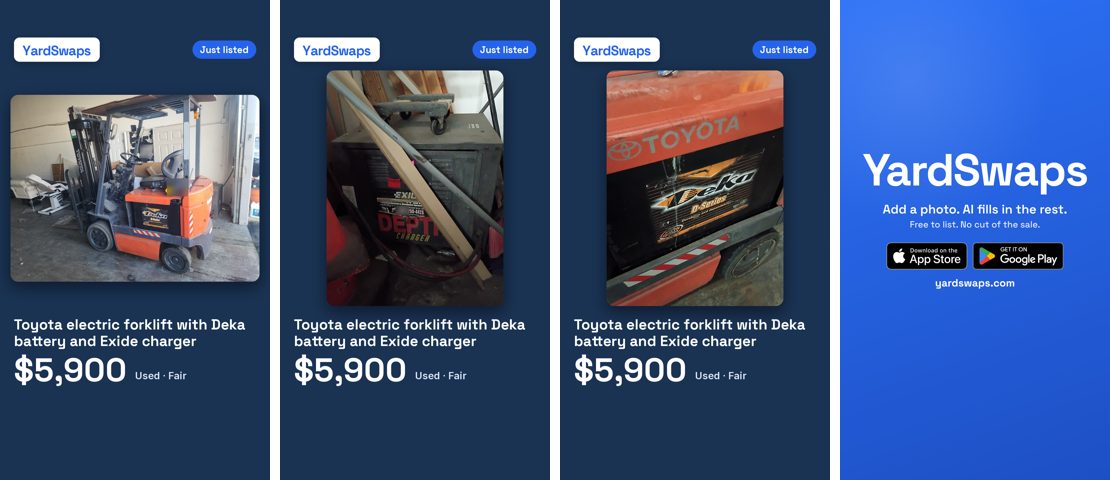 YardSwaps
Just listed
Toyota electric forklift with Deka
battery and Exide charger
$5,900
Used · Fair
YardSwaps
Just listed
EXIDE
DEPTH
CHARGER
Toyota electric forklift with Deka
battery and Exide charger
$5,900
Used · Fair
YardSwaps
Just listed
TOYOTA
Deka
D-Series
Toyota electric forklift with Deka
battery and Exide charger
$5,900
Used · Fair
YardSwaps
Add a photo. AI fills in the rest.
Free to list. No cut of the sale.
Download on the
App Store
GET IT ON
Google Play
yardswaps.com